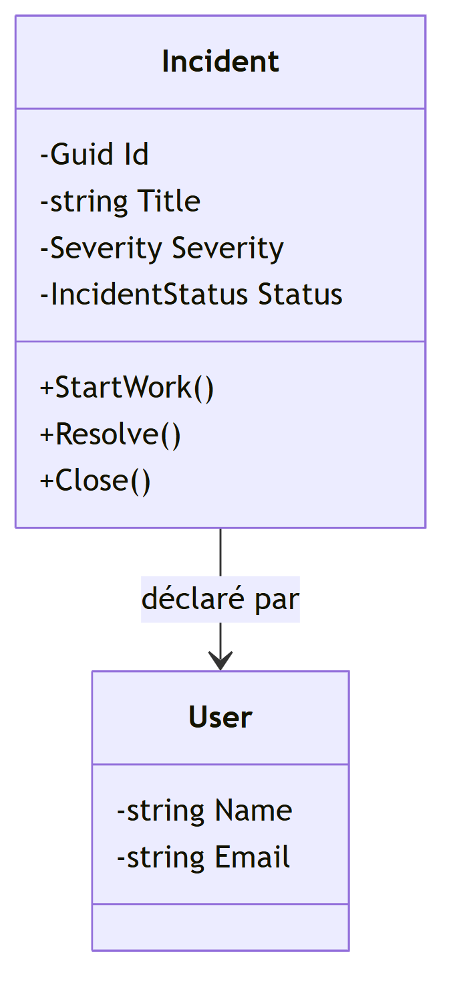 Incident
-Guid Id
-string Title
-Severity Severity
-IncidentStatus Status
+StartWork()
+Resolve()
+Close()
déclaré par
User
-string Name
-string Email